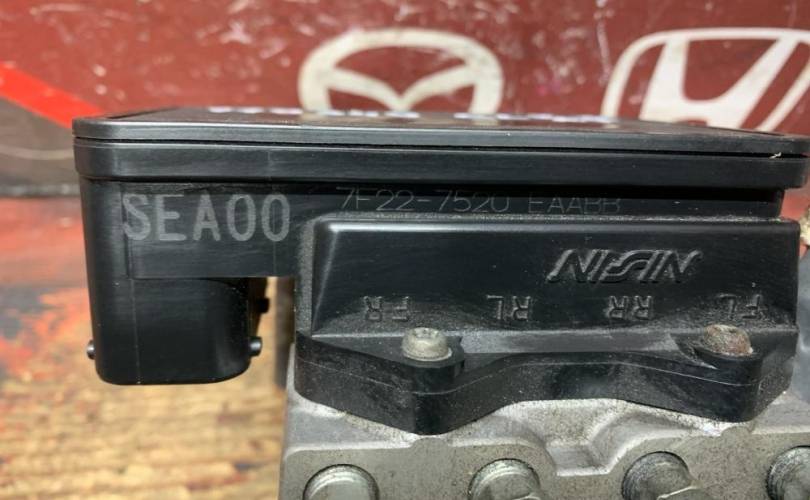 SEA00
7F22-7520 EAABB
NISSIN
FR RL RR FL